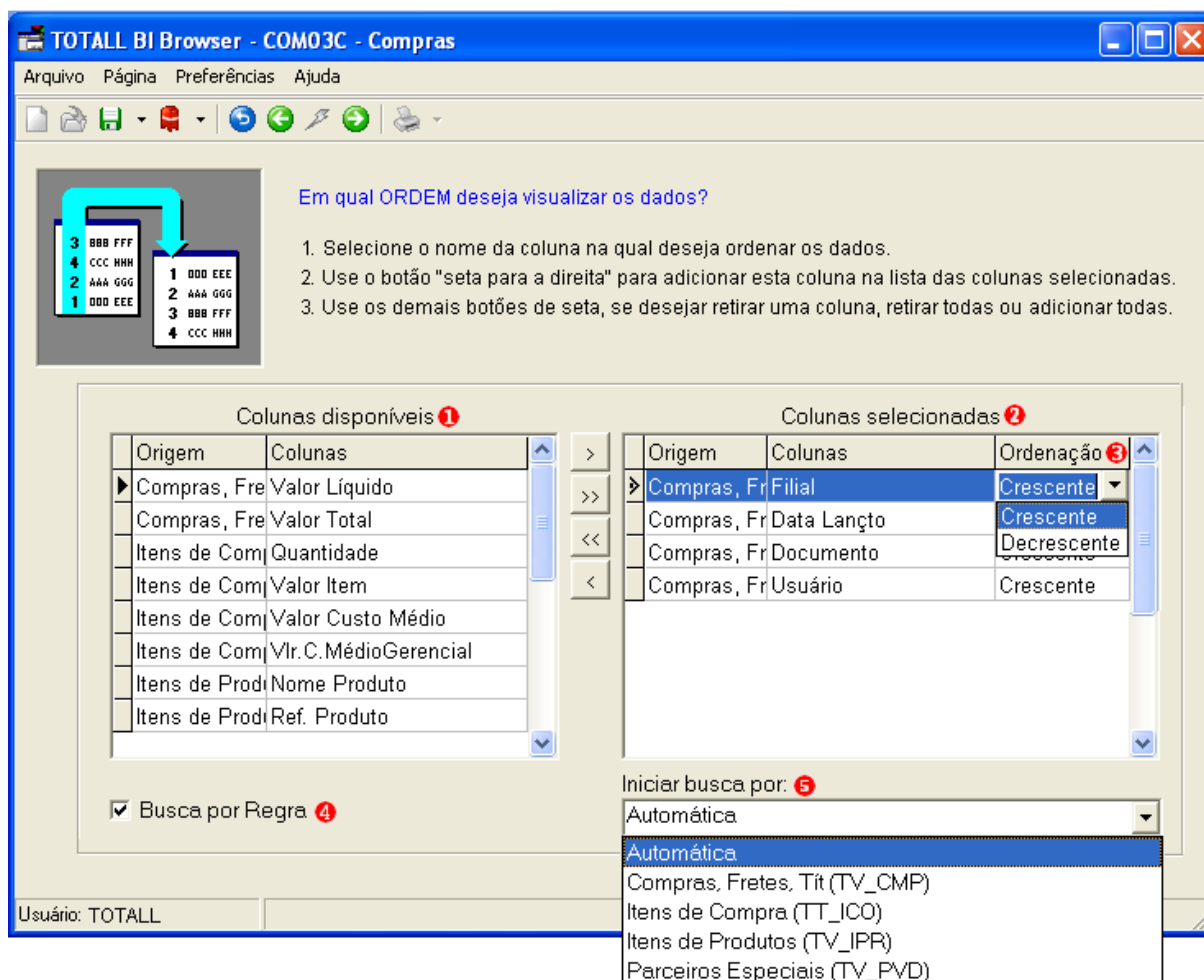 TOTALL BI Browser - COM03C - Compras
Arquivo Página Preferências Ajuda
Em qual ORDEM deseja visualizar os dados?
1. Selecione o nome da coluna na qual deseja ordenar os dados.
2. Use o botão "seta para a direita" para adicionar esta coluna na lista das colunas selecionadas.
3. Use os demais botões de seta, se desejar retirar uma coluna, retirar todas ou adicionar todas.
3 BBB FFF
4 CCC HHH
2 AAA GGG
1 DDD EEE
1 DDD EEE
2 AAA GGG
3 BBB FFF
4 CCC HHH
Colunas disponíveis 1
Origem Colunas
Compras, Fre Valor Líquido
Compras, Fre Valor Total
Itens de Com Quantidade
Itens de Com Valor Item
Itens de Com Valor Custo Médio
Itens de Com Vlr.C.MédioGerencial
Itens de Prod Nome Produto
Itens de Prod Ref. Produto
>
>>
<<
<
Colunas selecionadas 2
Origem Colunas Ordenação 3
Compras, Fr Filial Crescente
Compras, Fr Data Lançto
Compras, Fr Documento
Compras, Fr Usuário Crescente
Crescente
Decrescente
Busca por Regra 4
Iniciar busca por: 5
Automática
Automática
Compras, Fretes, Tít (TV_CMP)
Itens de Compra (TT_ICO)
Itens de Produtos (TV_IPR)
Parceiros Especiais (TV_PVD)
Usuário: TOTALL